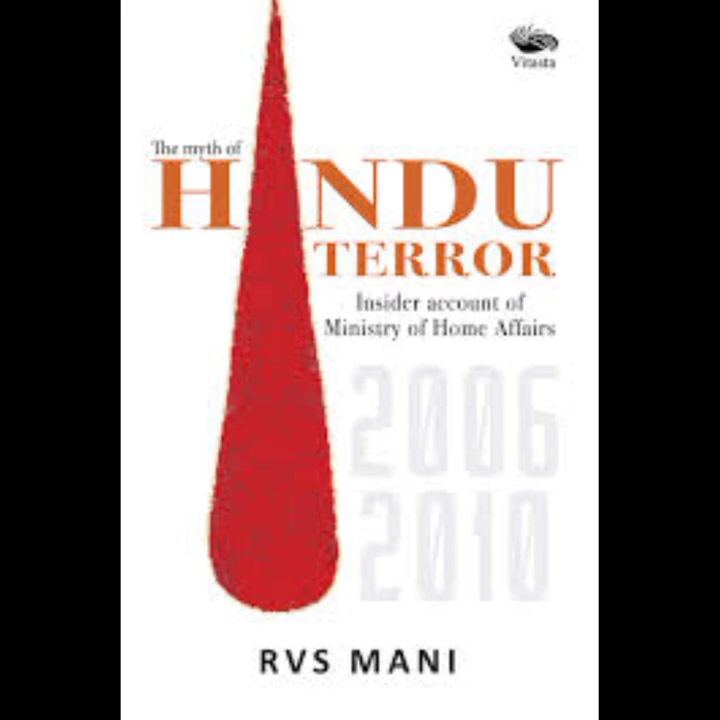 Vitasta
The myth of
HINDU
TERROR
Insider account of
Ministry of Home Affairs
2006
2010
RVS MANI